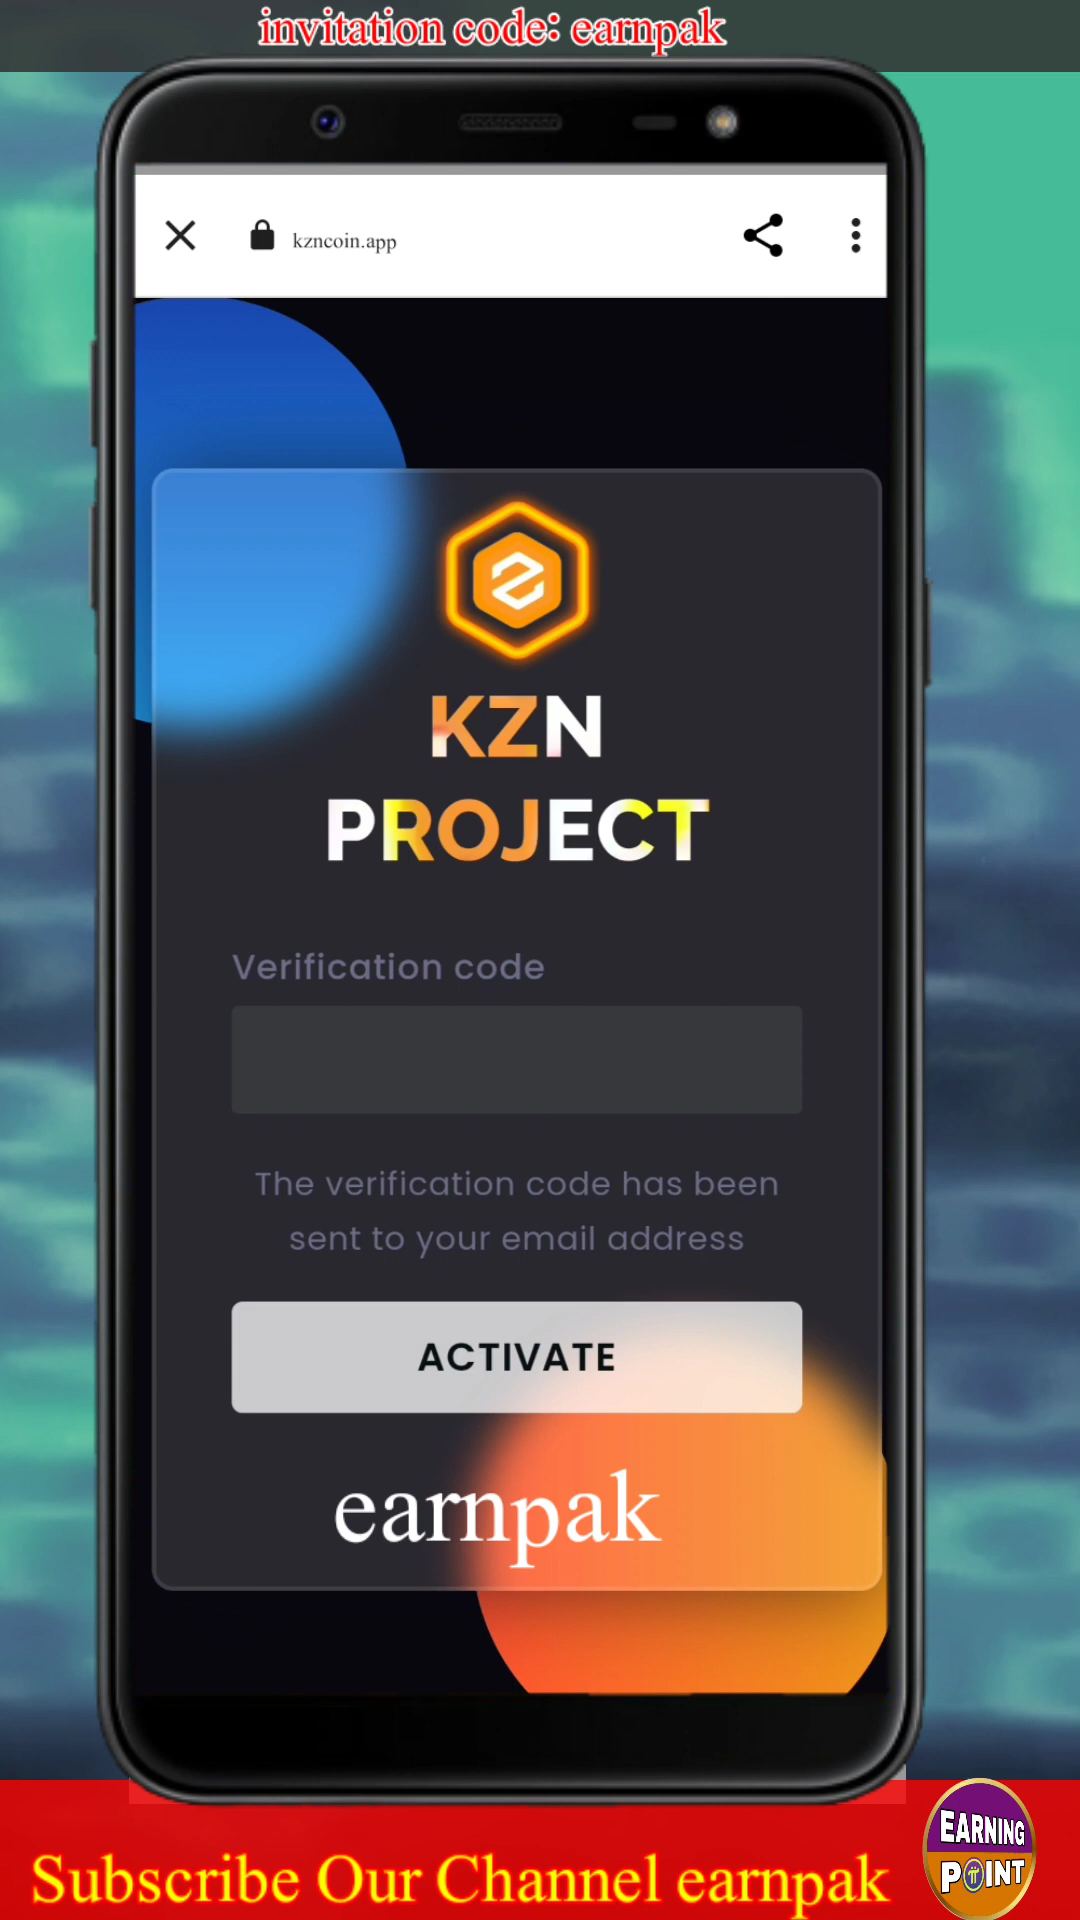 invitation code: earnpak
kzncoin.app
KZN
PROJECT
Verification code
The verification code has been
sent to your email address
ACTIVATE
earnpak
Subscribe Our Channel earnpak
EARNING
POINT